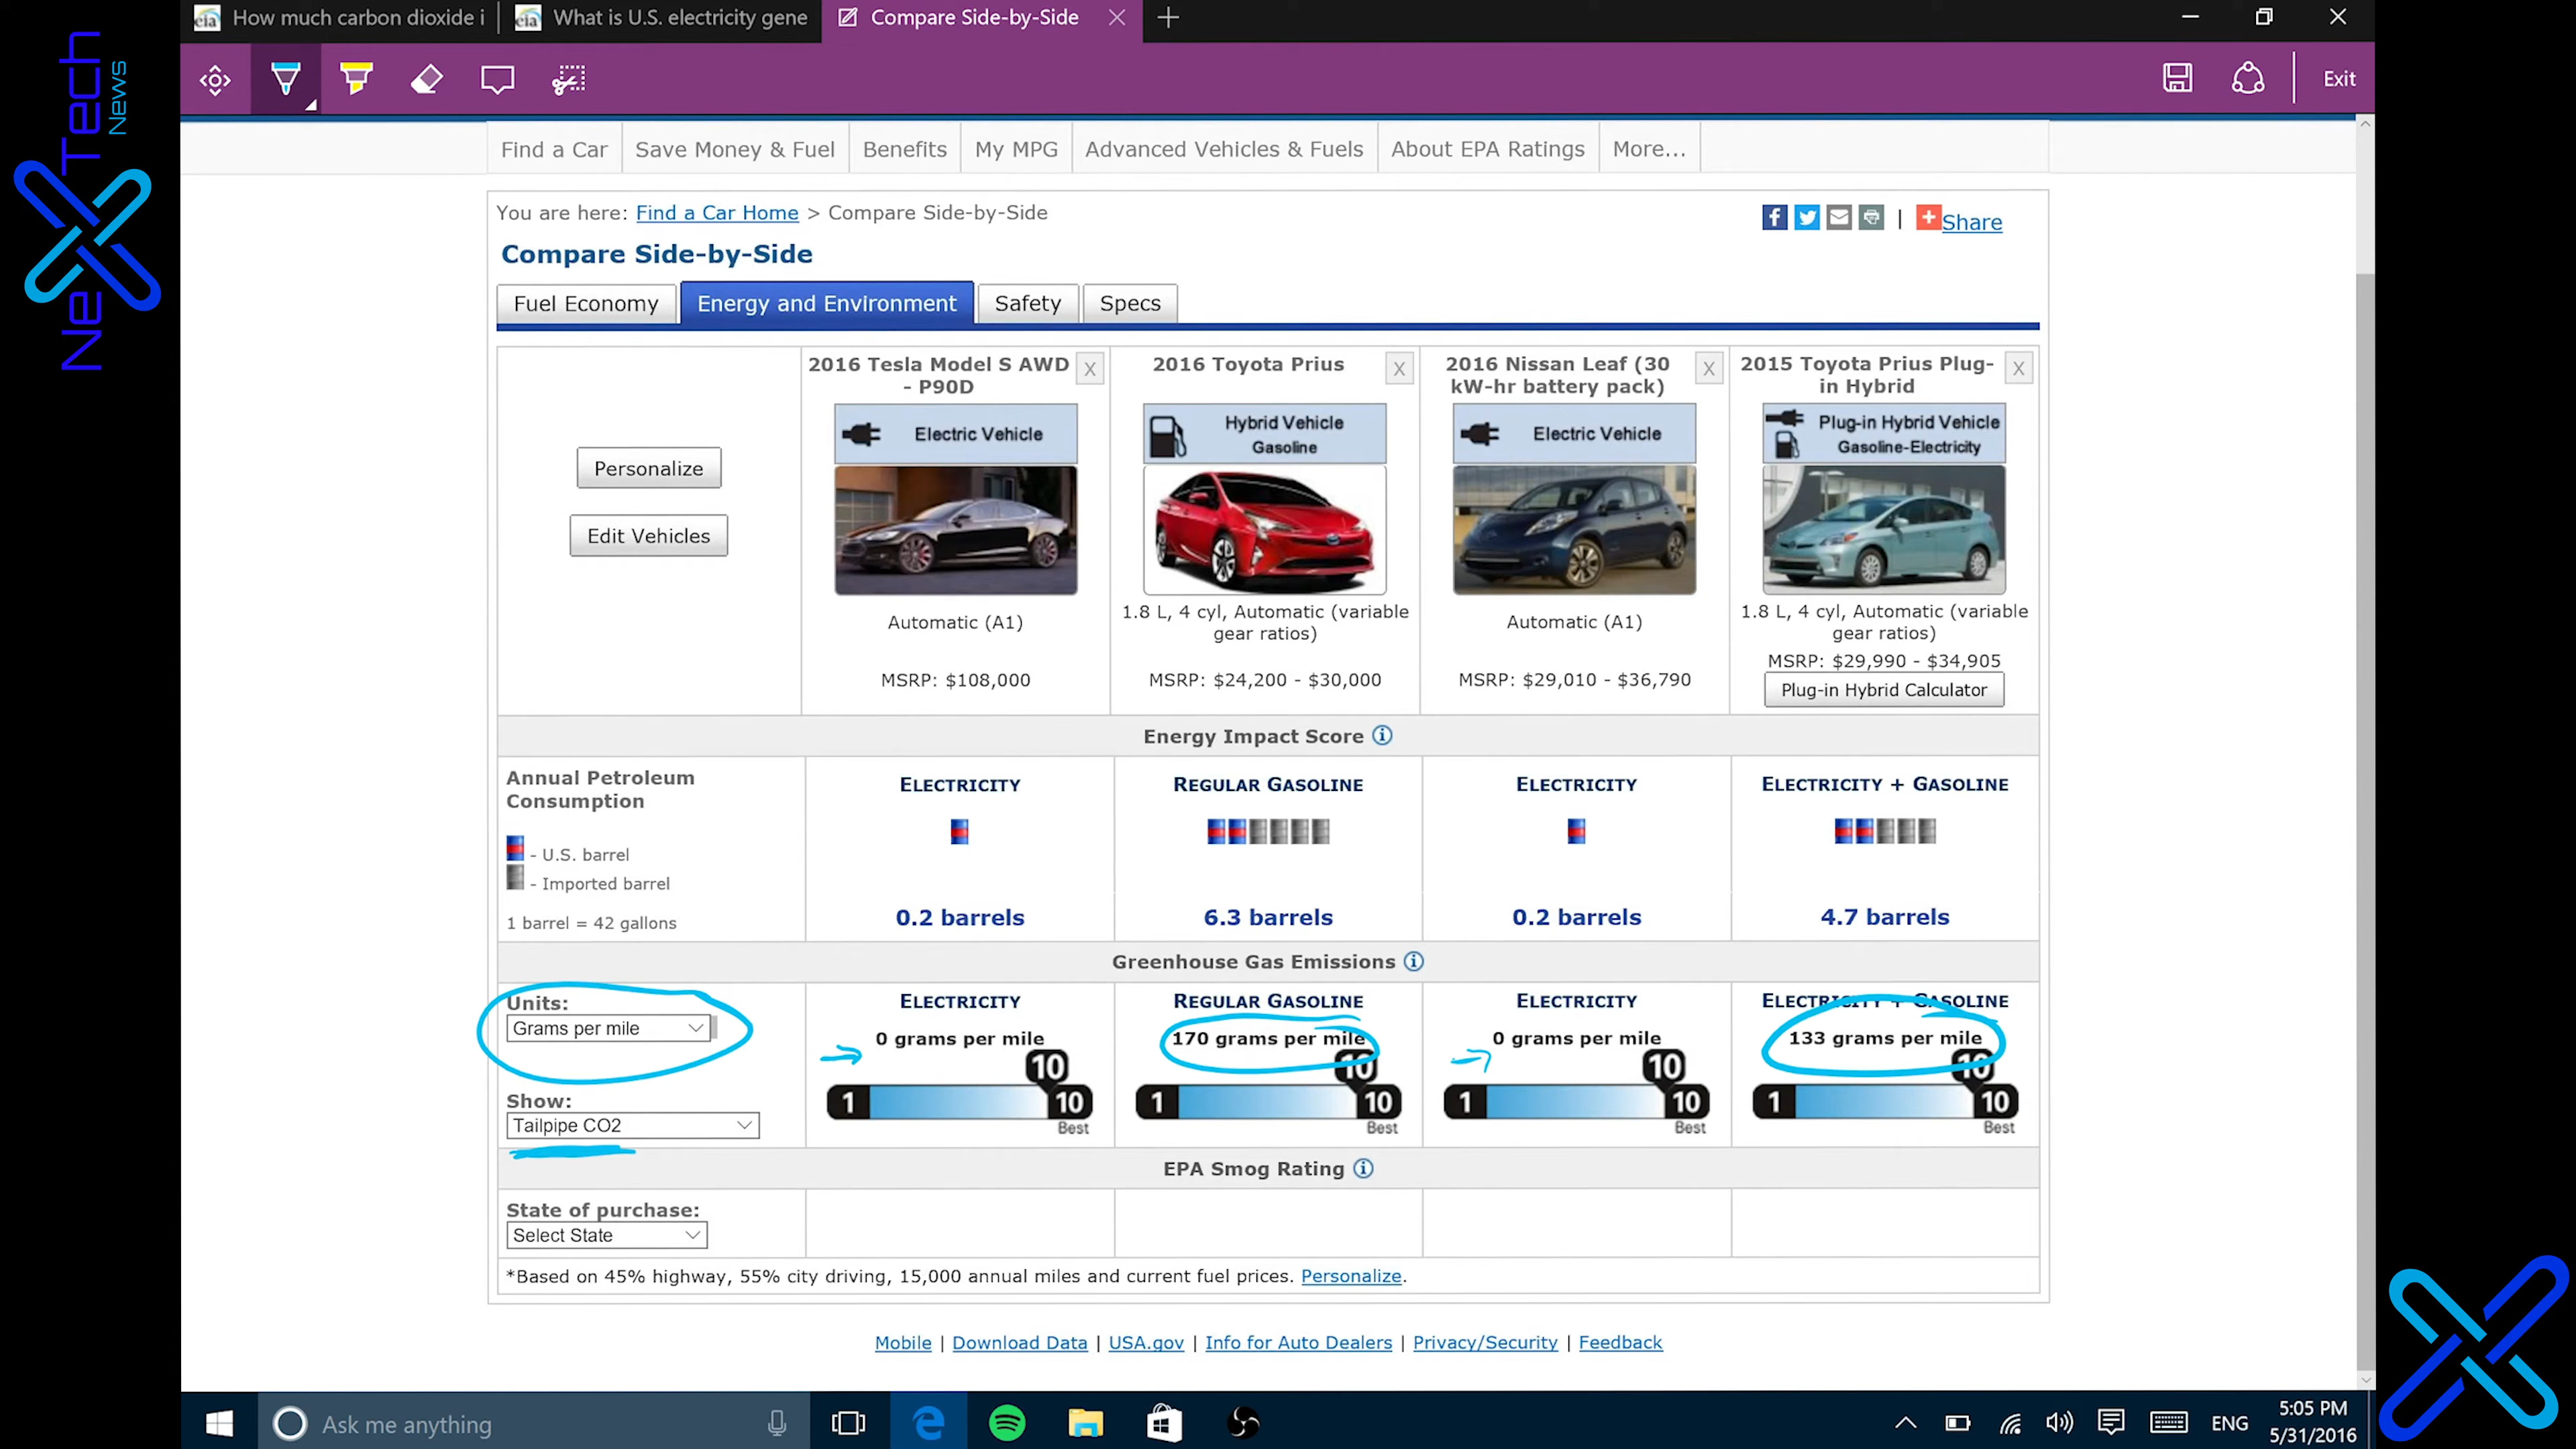 How much carbon dioxide i
What is U.S. electricity gene
Compare Side-by-Side
Exit
NeXTech
News
Find a Car
Save Money & Fuel
Benefits
My MPG
Advanced Vehicles & Fuels
About EPA Ratings
More...
You are here: Find a Car Home > Compare Side-by-Side
Share
Compare Side-by-Side
Fuel Economy
Energy and Environment
Safety
Specs
Personalize
Edit Vehicles
2016 Tesla Model S AWD
- P90D
X
Electric Vehicle
Automatic (A1)
MSRP: $108,000
2016 Toyota Prius
X
Hybrid Vehicle
Gasoline
1.8 L, 4 cyl, Automatic (variable
gear ratios)
MSRP: $24,200 - $30,000
2016 Nissan Leaf (30
kW-hr battery pack)
X
Electric Vehicle
Automatic (A1)
MSRP: $29,010 - $36,790
2015 Toyota Prius Plug-
in Hybrid
X
Plug-in Hybrid Vehicle
Gasoline-Electricity
1.8 L, 4 cyl, Automatic (variable
gear ratios)
MSRP: $29,990 - $34,905
Plug-in Hybrid Calculator
Energy Impact Score
Annual Petroleum
Consumption
- U.S. barrel
- Imported barrel
1 barrel = 42 gallons
ELECTRICITY
0.2 barrels
REGULAR GASOLINE
6.3 barrels
ELECTRICITY
0.2 barrels
ELECTRICITY + GASOLINE
4.7 barrels
Greenhouse Gas Emissions
Units:
Grams per mile
Show:
Tailpipe CO2
ELECTRICITY
0 grams per mile
10
1
10
Best
REGULAR GASOLINE
170 grams per mile
10
1
10
Best
ELECTRICITY
0 grams per mile
10
1
10
Best
ELECTRICITY + GASOLINE
133 grams per mile
10
1
10
Best
EPA Smog Rating
State of purchase:
Select State
*Based on 45% highway, 55% city driving, 15,000 annual miles and current fuel prices. Personalize.
Mobile | Download Data | USA.gov | Info for Auto Dealers | Privacy/Security | Feedback
Ask me anything
ENG
5:05 PM
5/31/2016